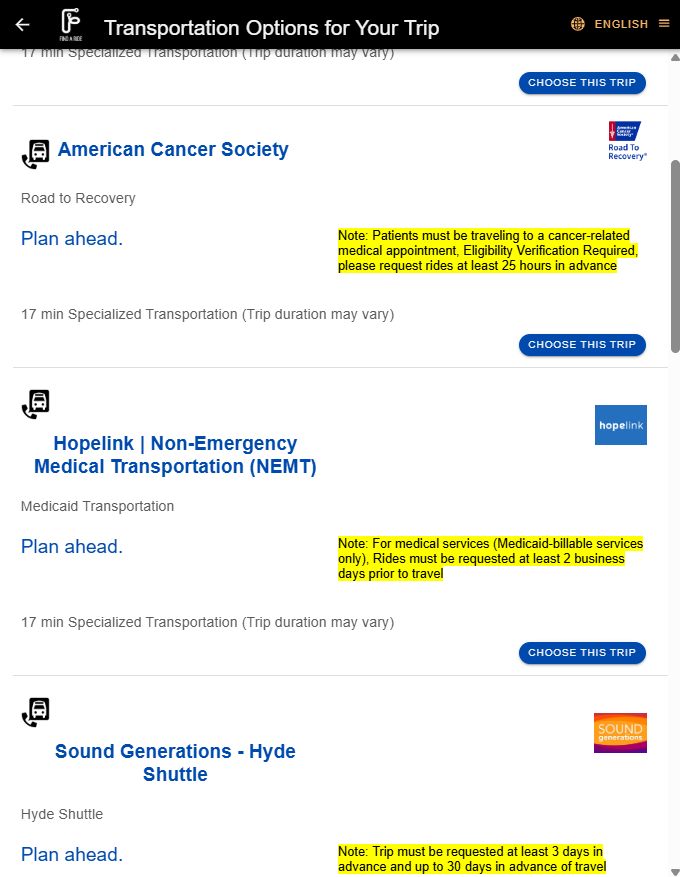 FIND A RIDE
Transportation Options for Your Trip
ENGLISH
17 min Specialized Transportation (Trip duration may vary)
CHOOSE THIS TRIP
American Cancer Society
American
Cancer
Society®
Road To
Recovery®
Road to Recovery
Plan ahead.
Note: Patients must be traveling to a cancer-related
medical appointment, Eligibility Verification Required,
please request rides at least 25 hours in advance
17 min Specialized Transportation (Trip duration may vary)
CHOOSE THIS TRIP
hopelink
Hopelink | Non-Emergency
Medical Transportation (NEMT)
Medicaid Transportation
Plan ahead.
Note: For medical services (Medicaid-billable services
only), Rides must be requested at least 2 business
days prior to travel
17 min Specialized Transportation (Trip duration may vary)
CHOOSE THIS TRIP
SOUND
generations
Sound Generations - Hyde
Shuttle
Hyde Shuttle
Plan ahead.
Note: Trip must be requested at least 3 days in
advance and up to 30 days in advance of travel